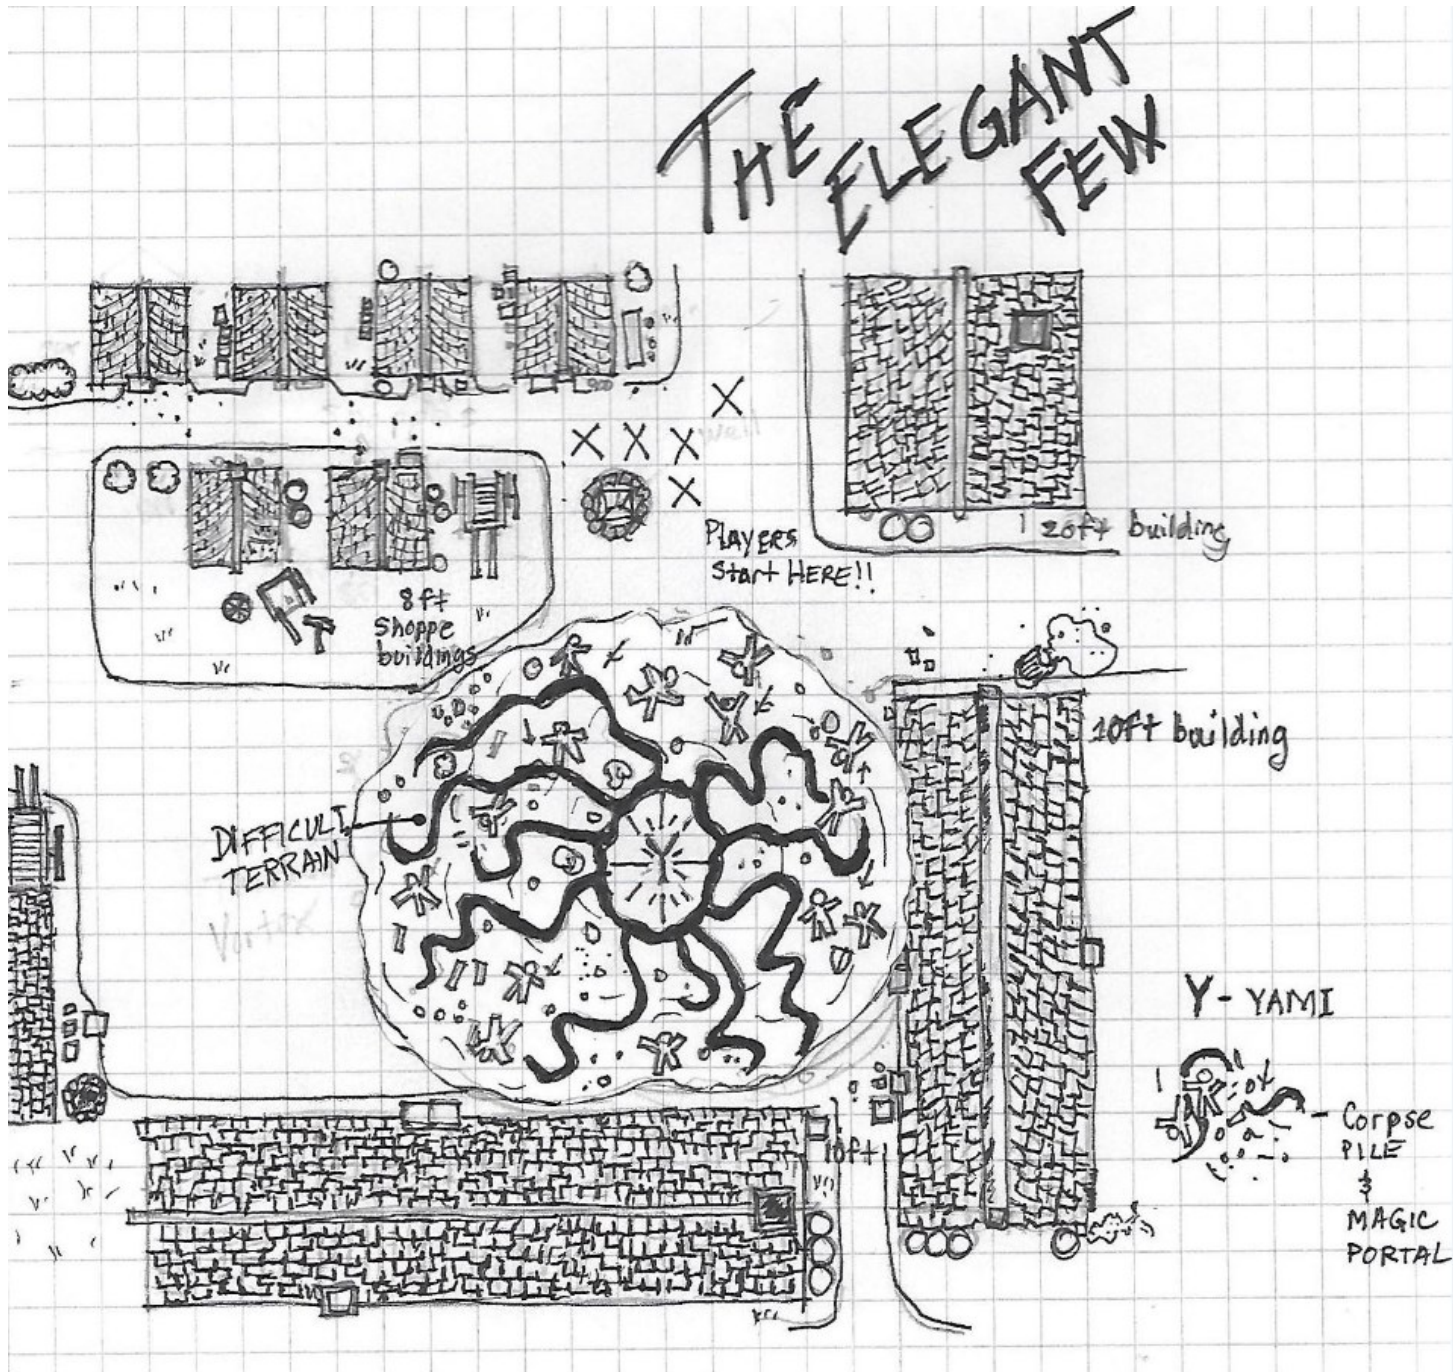 THE
ELEGANT
FEW
X
X X X
X
Players
Start HERE!!
20ft building
8ft
Shoppe
buildings
10ft building
DIFFICULT
TERRAIN
Vortex
Y
Y - YAMI
Corpse
PILE
&
MAGIC
PORTAL
10ft